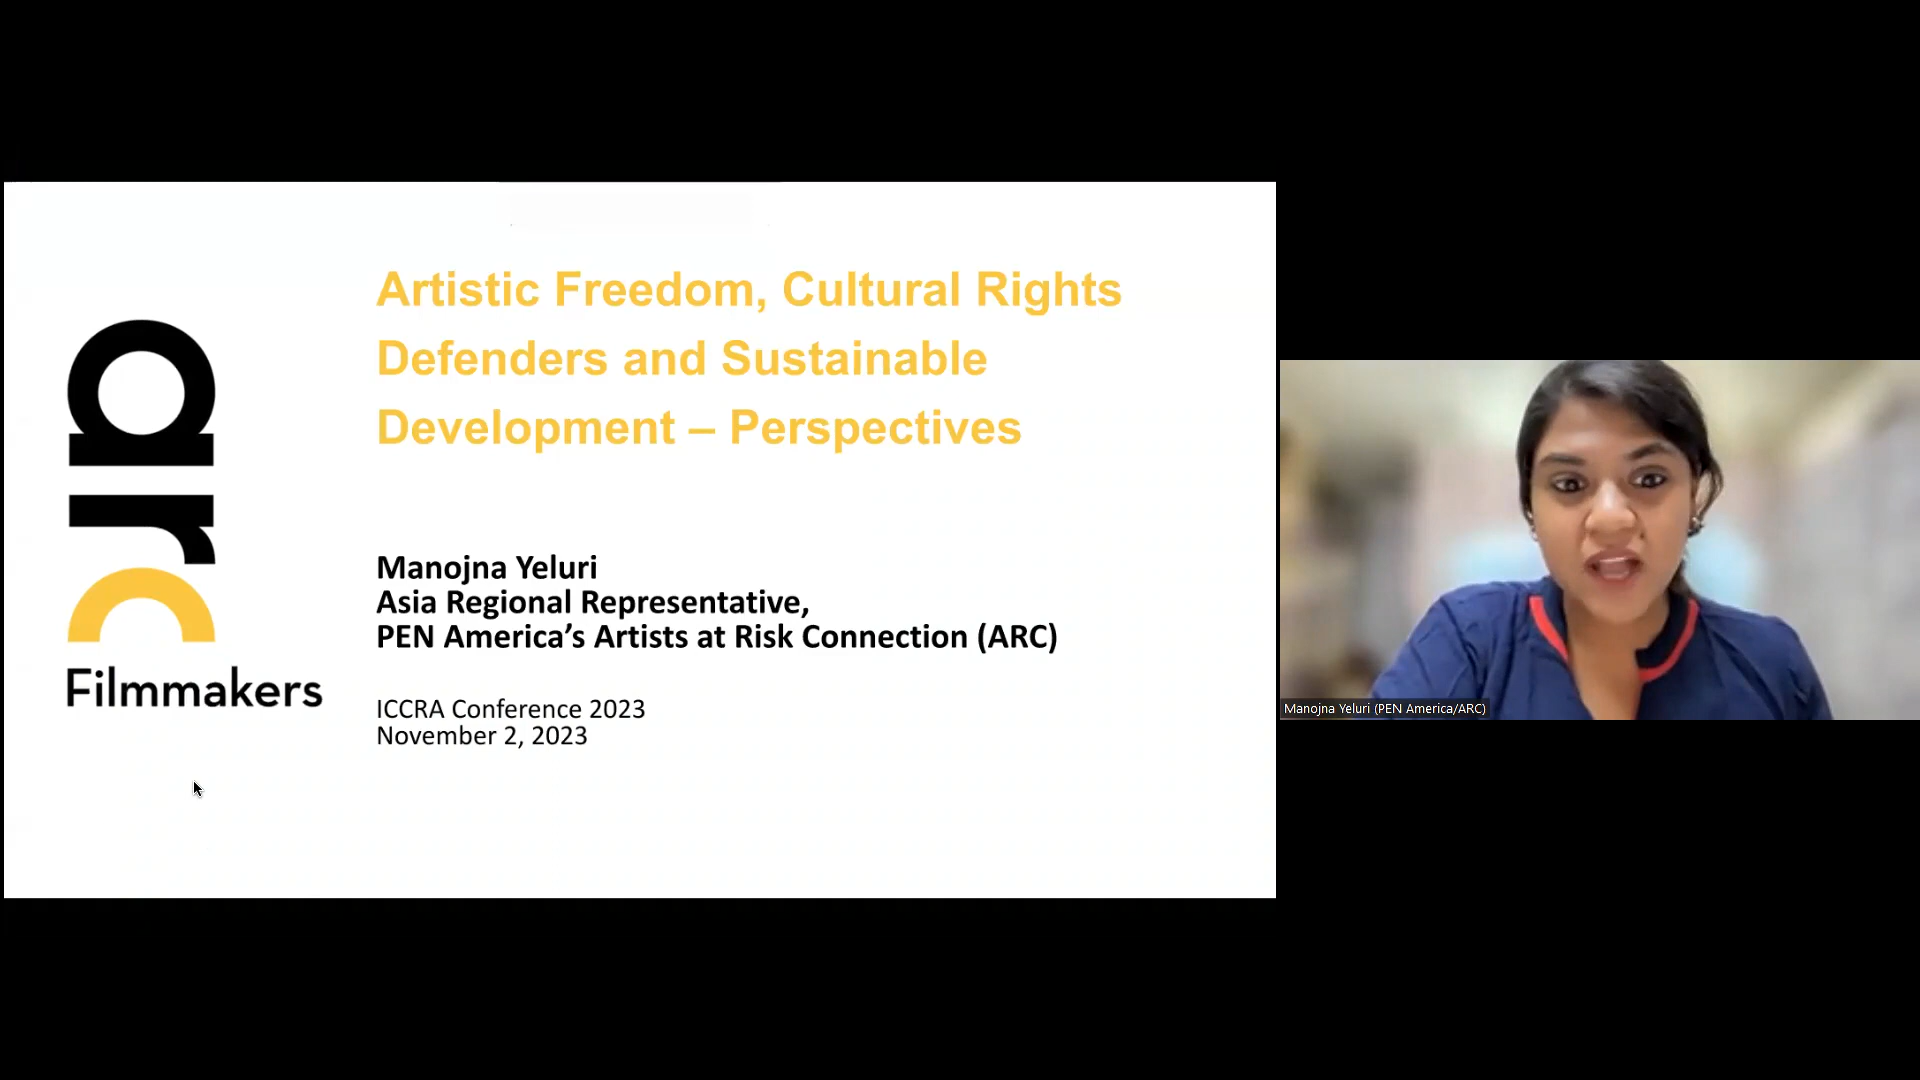 Artistic Freedom, Cultural Rights
Defenders and Sustainable
Development – Perspectives
arc
Filmmakers
Manojna Yeluri
Asia Regional Representative,
PEN America’s Artists at Risk Connection (ARC)
ICCRA Conference 2023
November 2, 2023
Manojna Yeluri (PEN America/ARC)